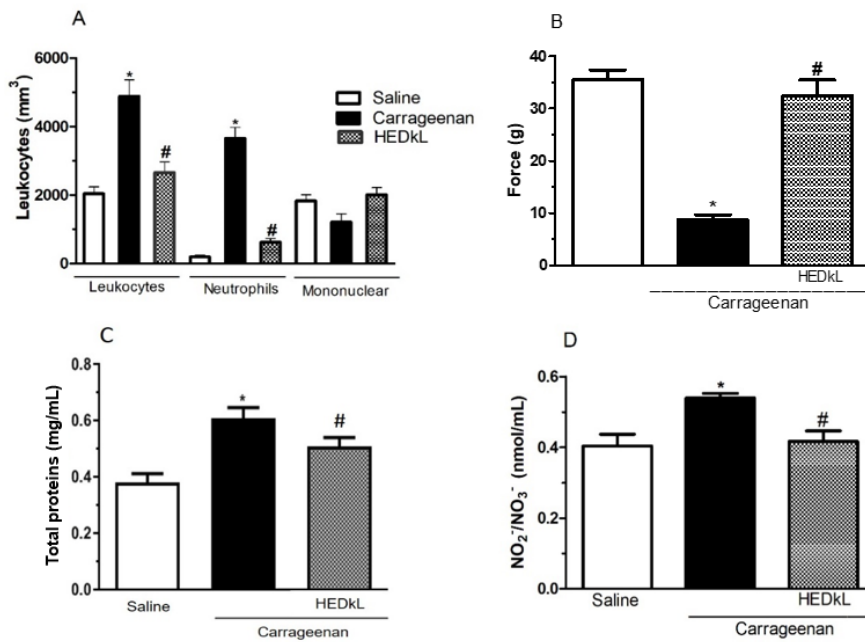 A
Leukocytes (mm³)
6000
4000
2000
0
*
#
*
#
Saline
Carrageenan
HEDkL
Leukocytes Neutrophils Mononuclear
B
Force (g)
40
30
20
10
0
*
#
HEDkL
Carrageenan
C
Total proteins (mg/mL)
0.8
0.6
0.4
0.2
0.0
*
#
Saline HEDkL
Carrageenan
D
NO₂⁻/NO₃⁻ (nmol/mL)
0.6
0.4
0.2
0.0
*
#
Saline HEDkL
Carrageenan